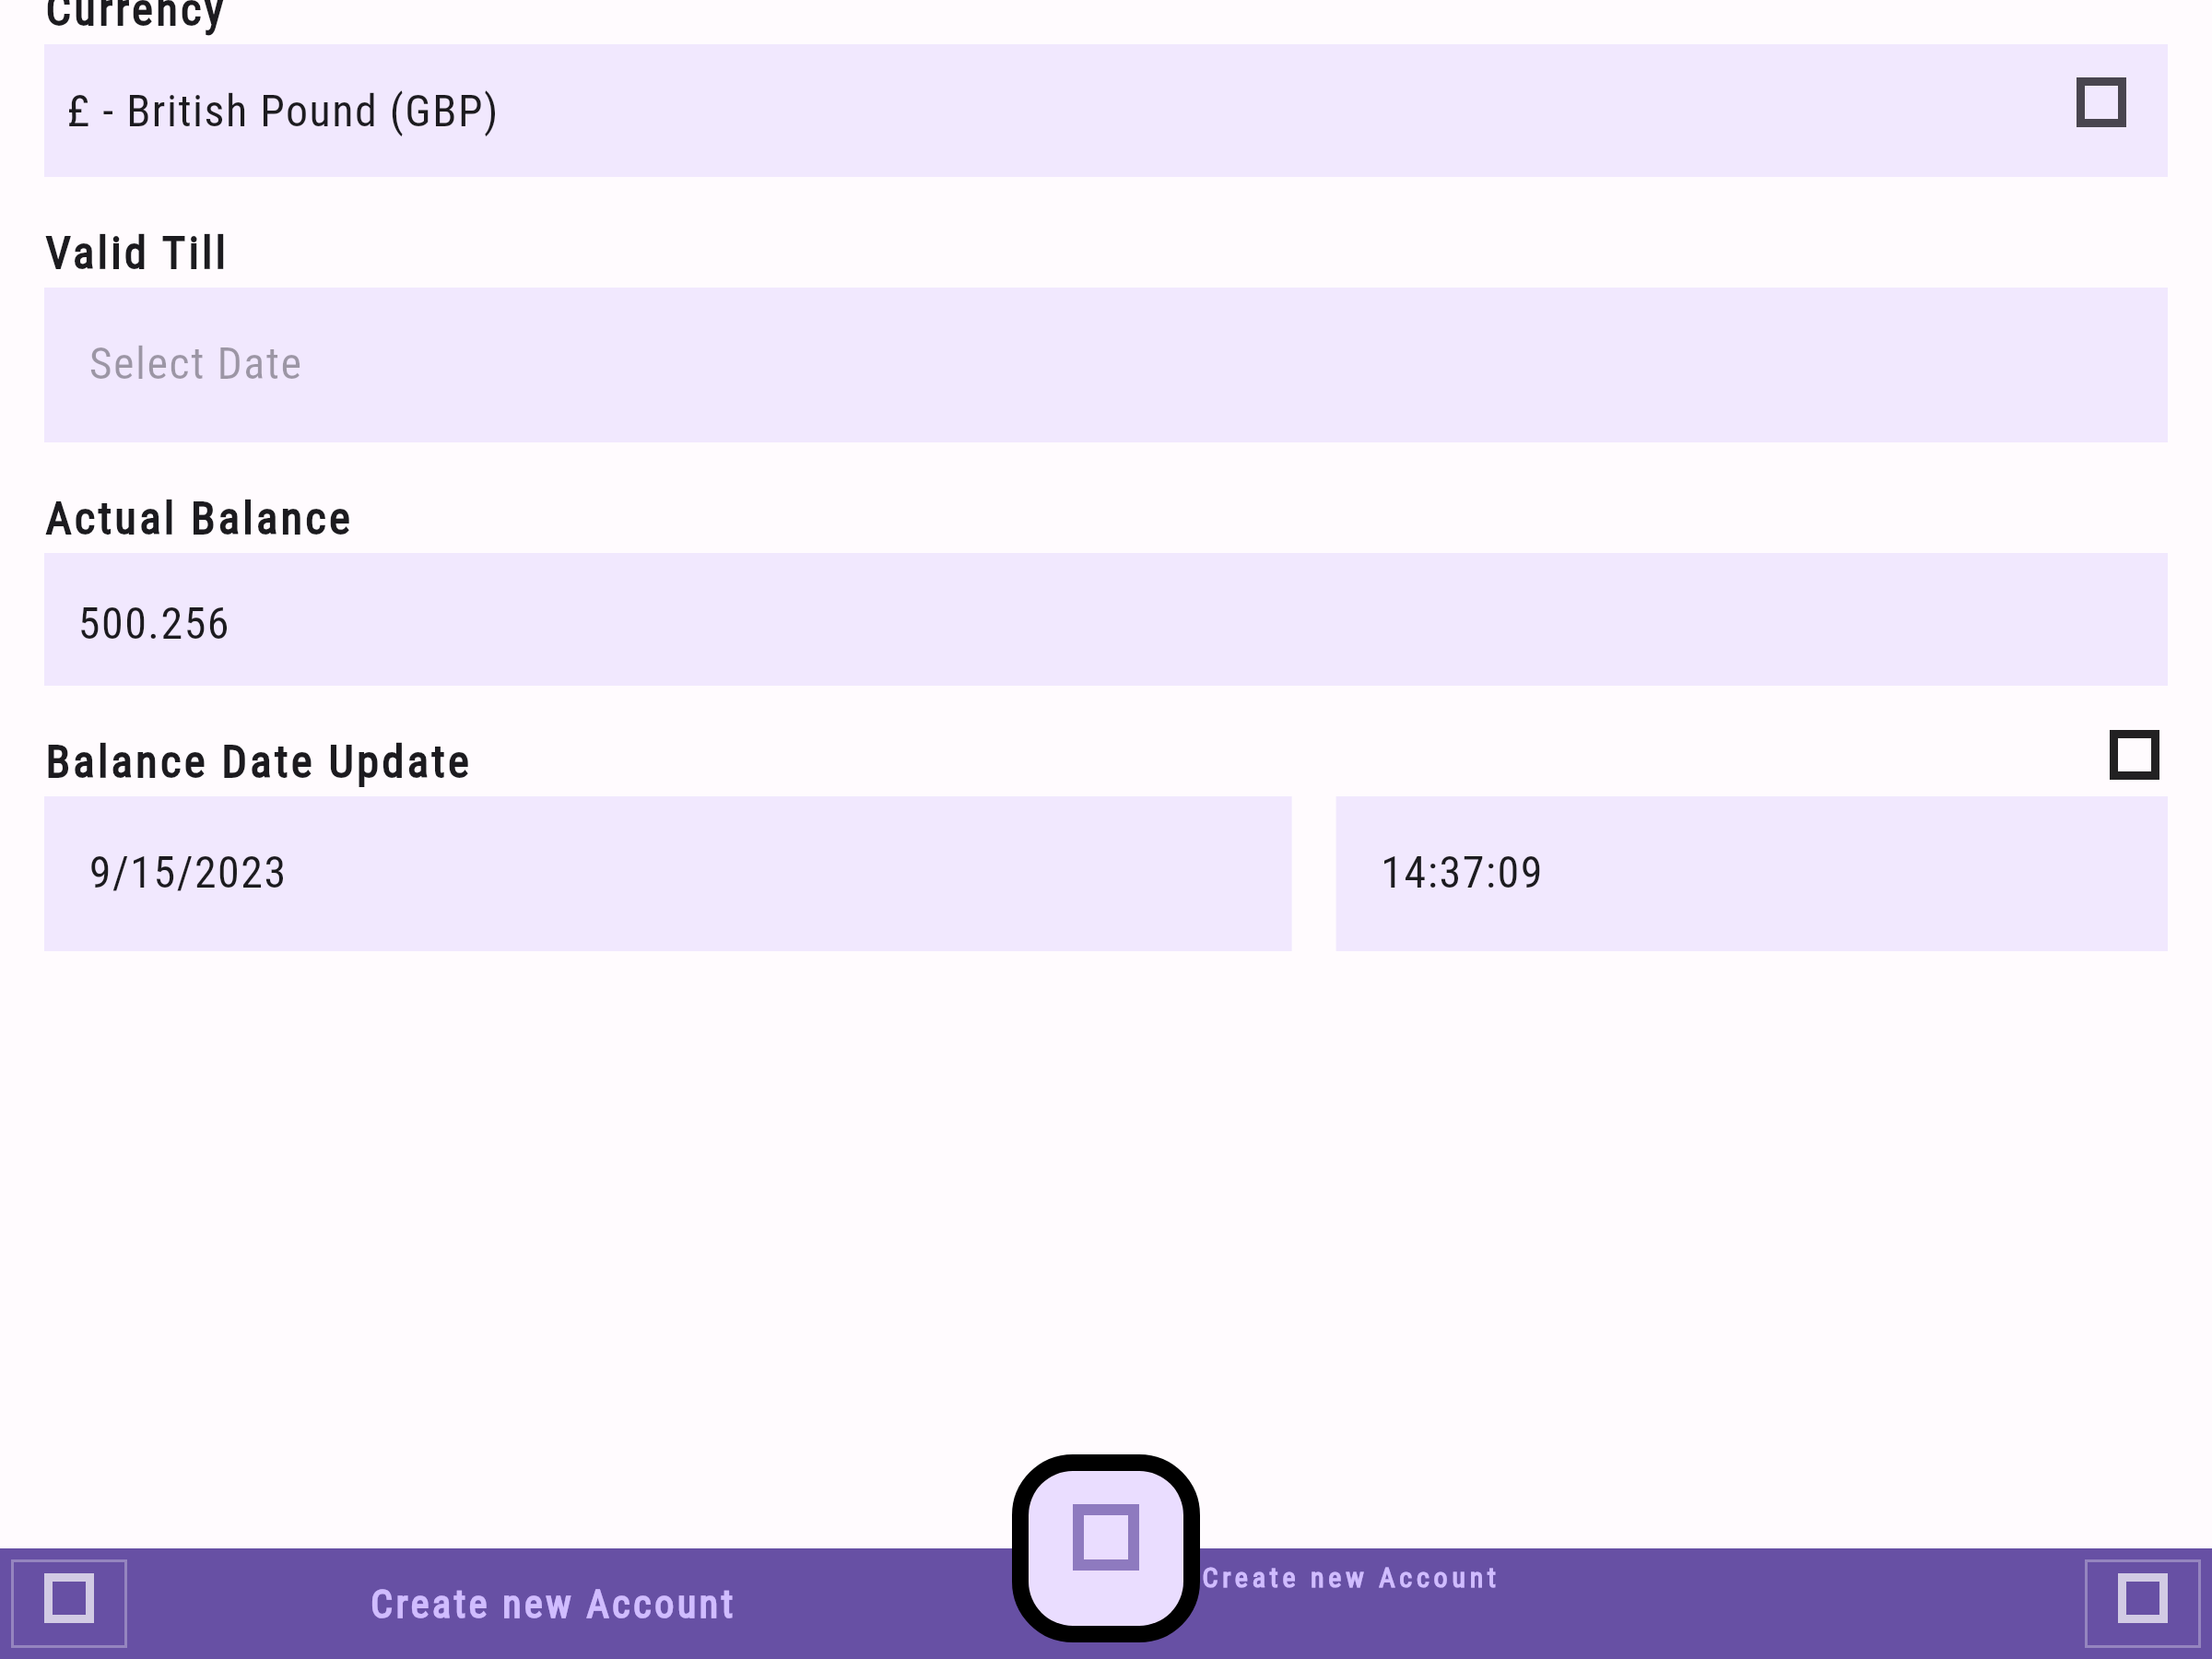 Currency
£ - British Pound (GBP)
Valid Till
Select Date
Actual Balance
500.256
Balance Date Update
9/15/2023
14:37:09
Create new Account
Create new Account